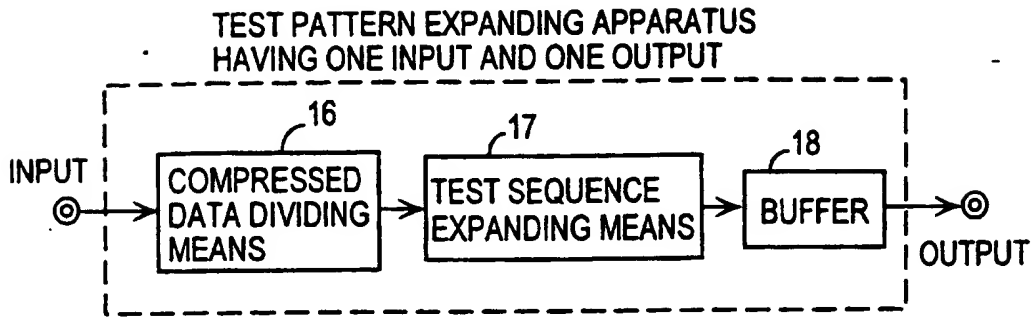 TEST PATTERN EXPANDING APPARATUS
HAVING ONE INPUT AND ONE OUTPUT
INPUT
16
COMPRESSED
DATA DIVIDING
MEANS
17
TEST SEQUENCE
EXPANDING MEANS
18
BUFFER
OUTPUT